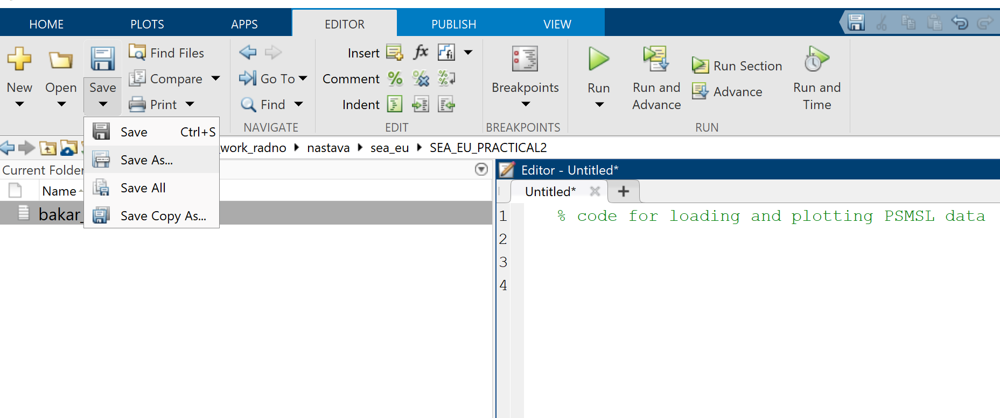 HOME PLOTS APPS EDITOR PUBLISH VIEW
New
Open
Save
Find Files
Compare
Print
Go To
Find
NAVIGATE
Insert fx fi
Comment % % %
Indent
EDIT
Breakpoints
BREAKPOINTS
Run
Run and
Advance
Run Section
Advance
Run and
Time
RUN
Save Ctrl+S
Save As...
Save All
Save Copy As...
work_radno nastava sea_eu SEA_EU_PRACTICAL2
Current Folder
Name
bakar_
Editor - Untitled*
Untitled*
1 % code for loading and plotting PSMSL data
2
3
4